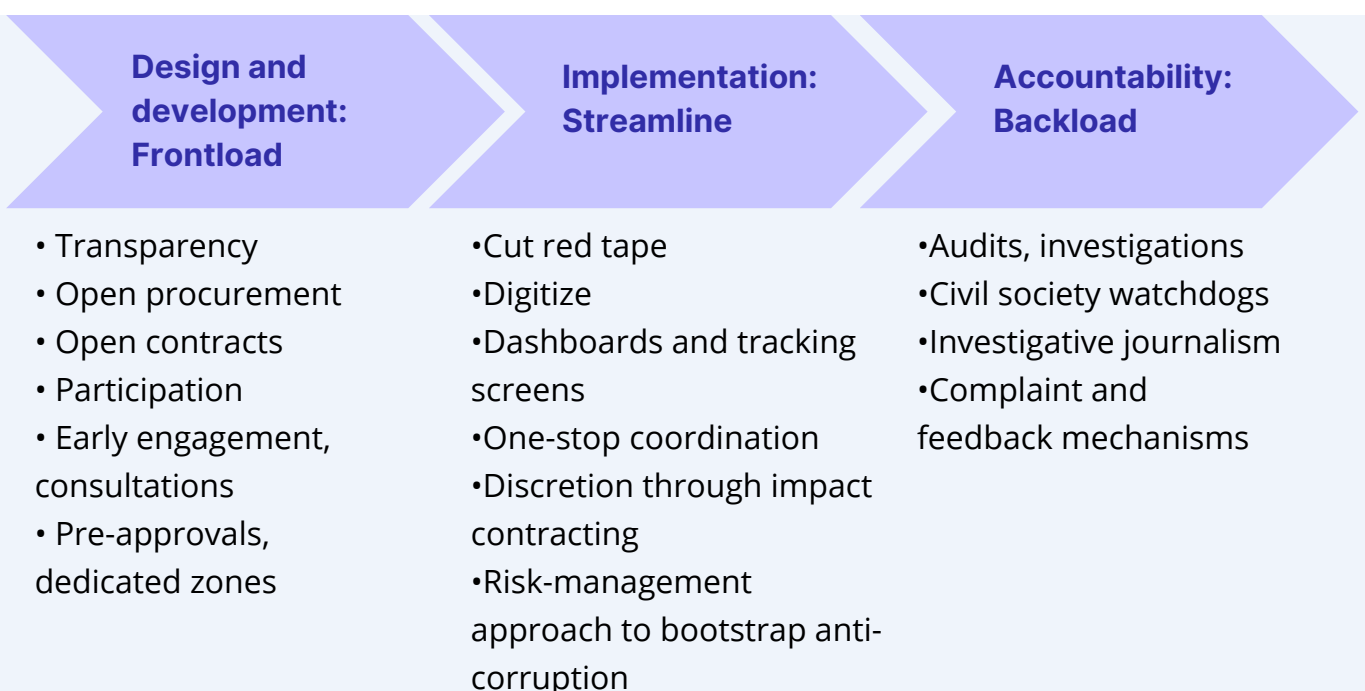 Design and
development:
Frontload
• Transparency
• Open procurement
• Open contracts
• Participation
• Early engagement,
consultations
• Pre-approvals,
dedicated zones
Implementation:
Streamline
•Cut red tape
•Digitize
•Dashboards and tracking
screens
•One-stop coordination
•Discretion through impact
contracting
•Risk-management
approach to bootstrap anti-
corruption
Accountability:
Backload
•Audits, investigations
•Civil society watchdogs
•Investigative journalism
•Complaint and
feedback mechanisms